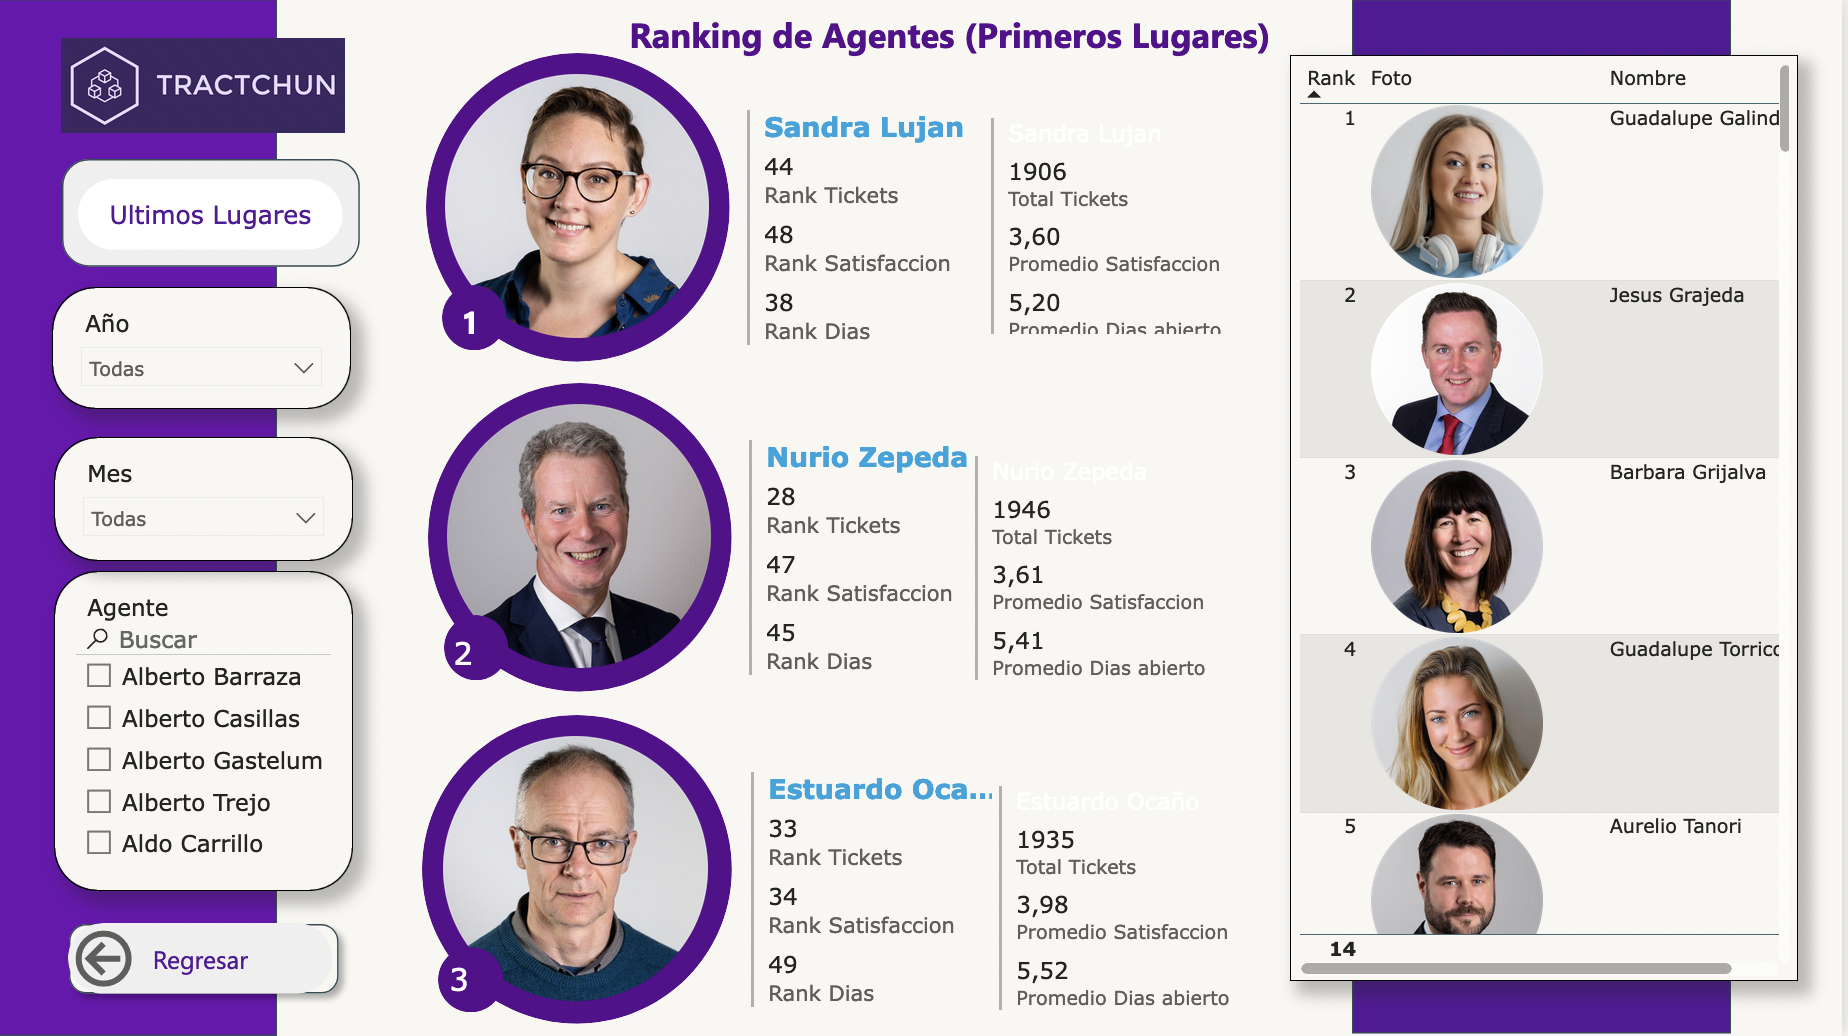 Ranking de Agentes (Primeros Lugares)
TRACTCHUN
Ultimos Lugares
Año
Todas
Mes
Todas
Agente
Buscar
Alberto Barraza
Alberto Casillas
Alberto Gastelum
Alberto Trejo
Aldo Carrillo
Regresar
1
Sandra Lujan
44
Rank Tickets
48
Rank Satisfaccion
38
Rank Dias
Sandra Lujan
1906
Total Tickets
3,60
Promedio Satisfaccion
5,20
Promedio Dias abierto
2
Nurio Zepeda
28
Rank Tickets
47
Rank Satisfaccion
45
Rank Dias
Nurio Zepeda
1946
Total Tickets
3,61
Promedio Satisfaccion
5,41
Promedio Dias abierto
3
Estuardo Oca...
33
Rank Tickets
34
Rank Satisfaccion
49
Rank Dias
Estuardo Ocaño
1935
Total Tickets
3,98
Promedio Satisfaccion
5,52
Promedio Dias abierto
Rank Foto Nombre
1 Guadalupe Galind
2 Jesus Grajeda
3 Barbara Grijalva
4 Guadalupe Torrico
5 Aurelio Tanori
14